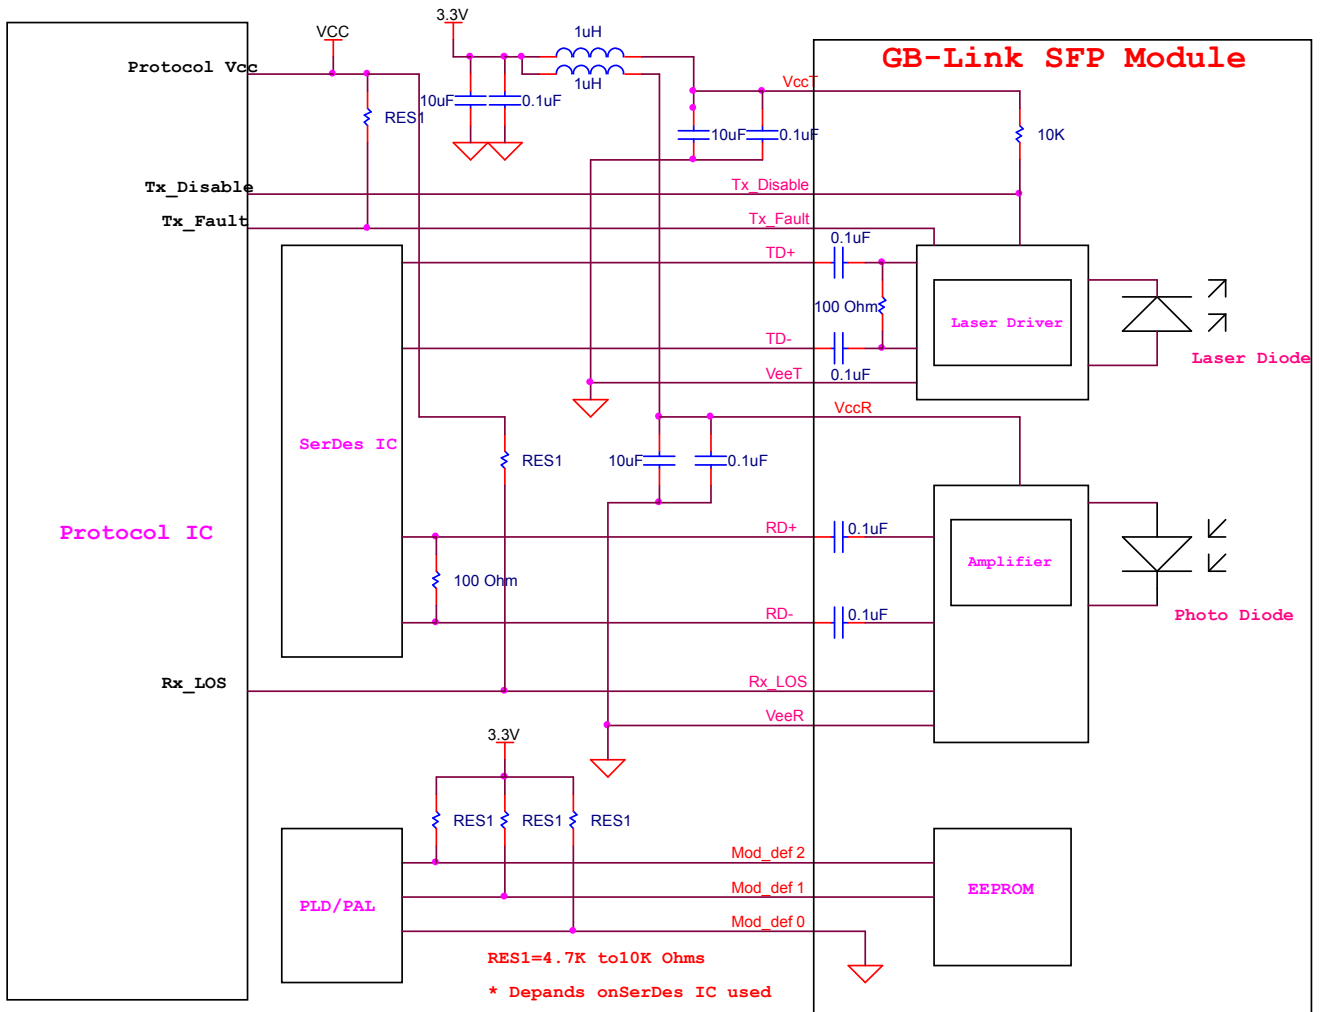 3.3V
VCC
1uH
GB-Link SFP Module
Protocol Vcc
1uH
VccT
10uF
0.1uF
RES1
10uF
0.1uF
10K
Tx_Disable
Tx_Disable
Tx_Fault
Tx_Fault
0.1uF
TD+
100 Ohm
Laser Driver
TD-
Laser Diode
VeeT
0.1uF
VccR
SerDes IC
RES1
10uF
0.1uF
Protocol IC
RD+
0.1uF
Amplifier
100 Ohm
RD-
0.1uF
Photo Diode
Rx_LOS
Rx_LOS
VeeR
3.3V
RES1
RES1
RES1
Mod_def 2
Mod_def 1
EEPROM
PLD/PAL
Mod_def 0
RES1=4.7K to10K Ohms
* Depands onSerDes IC used